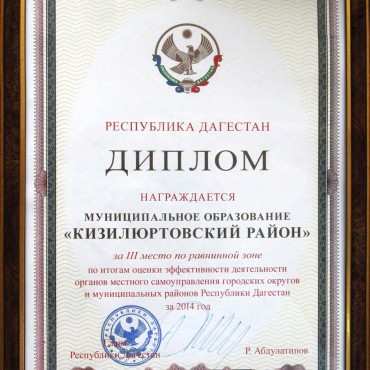 РЕСПУБЛИКА ДАГЕСТАН
ДИПЛОМ
НАГРАЖДАЕТСЯ
МУНИЦИПАЛЬНОЕ ОБРАЗОВАНИЕ
«КИЗИЛЮРТОВСКИЙ РАЙОН»
за III место по равнинной зоне
по итогам оценки эффективности деятельности
органов местного самоуправления городских округов
и муниципальных районов Республики Дагестан
за 2014 год
Глава
Республики Дагестан Р. Абдулатипов